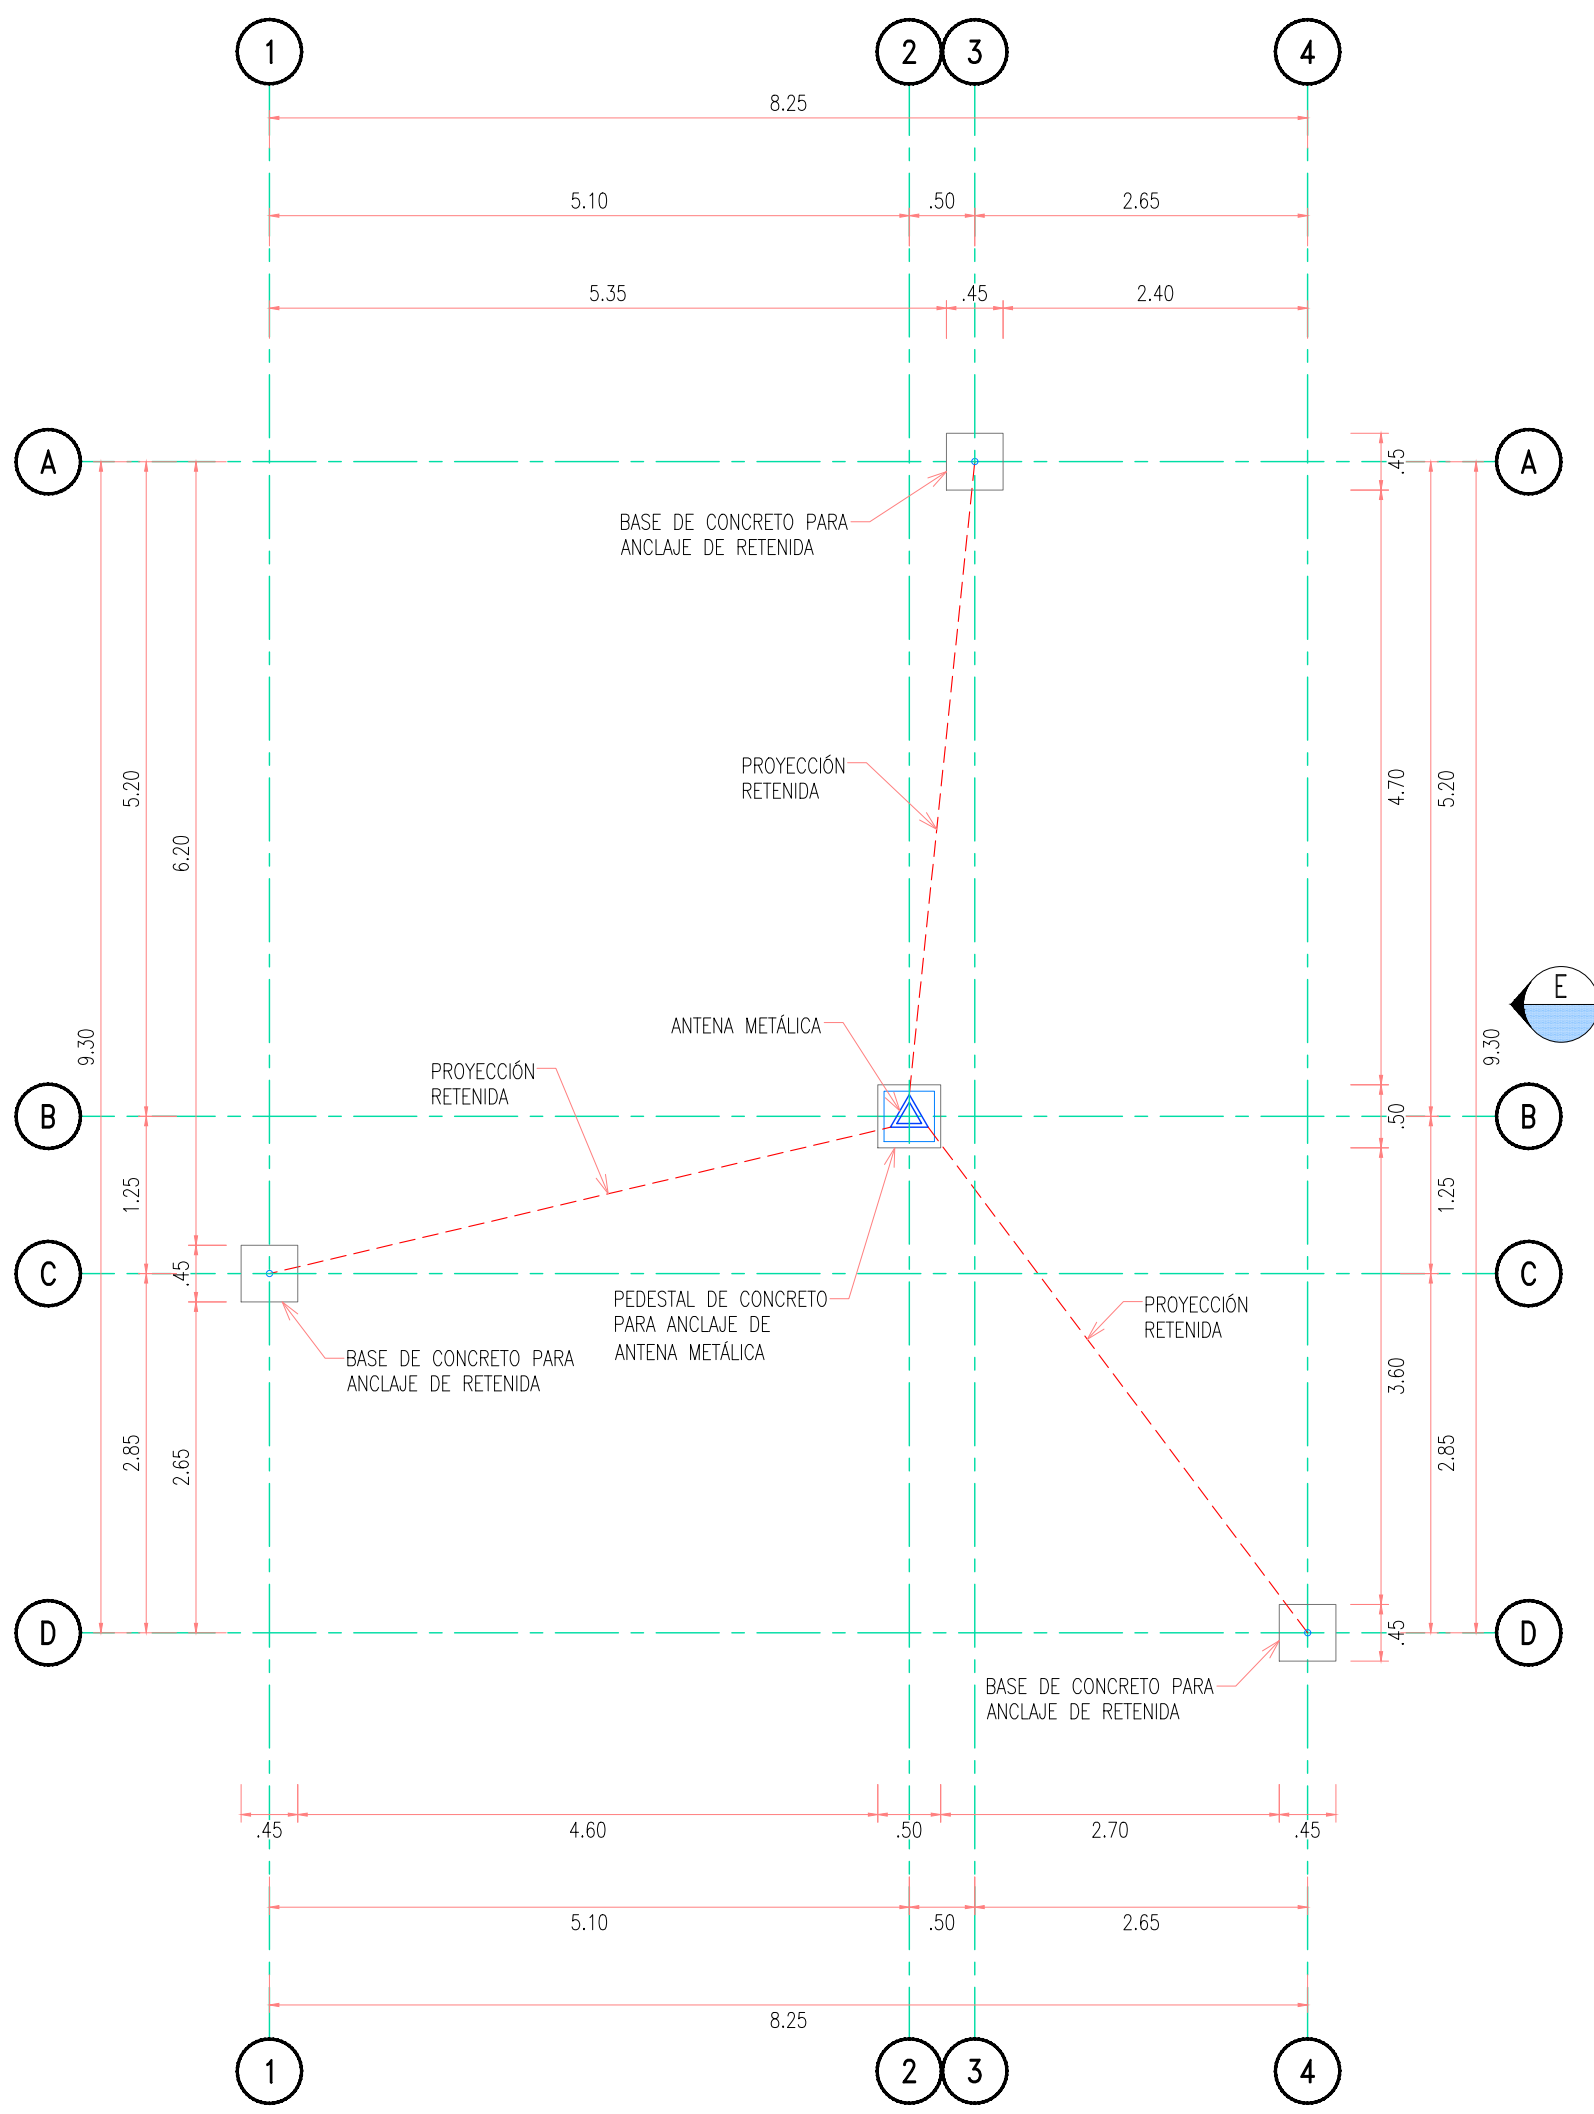 1
2
3
4
8.25
5.10
.50
2.65
5.35
.45
2.40
A
A
.45
BASE DE CONCRETO PARA
ANCLAJE DE RETENIDA
PROYECCIÓN
RETENIDA
5.20
6.20
4.70
5.20
E
ANTENA METÁLICA
9.30
9.30
PROYECCIÓN
RETENIDA
B
B
.50
1.25
1.25
C
C
.45
PEDESTAL DE CONCRETO
PARA ANCLAJE DE
ANTENA METÁLICA
PROYECCIÓN
RETENIDA
BASE DE CONCRETO PARA
ANCLAJE DE RETENIDA
3.60
2.85
2.65
2.85
D
D
.45
BASE DE CONCRETO PARA
ANCLAJE DE RETENIDA
.45
4.60
.50
2.70
.45
5.10
.50
2.65
8.25
1
2
3
4